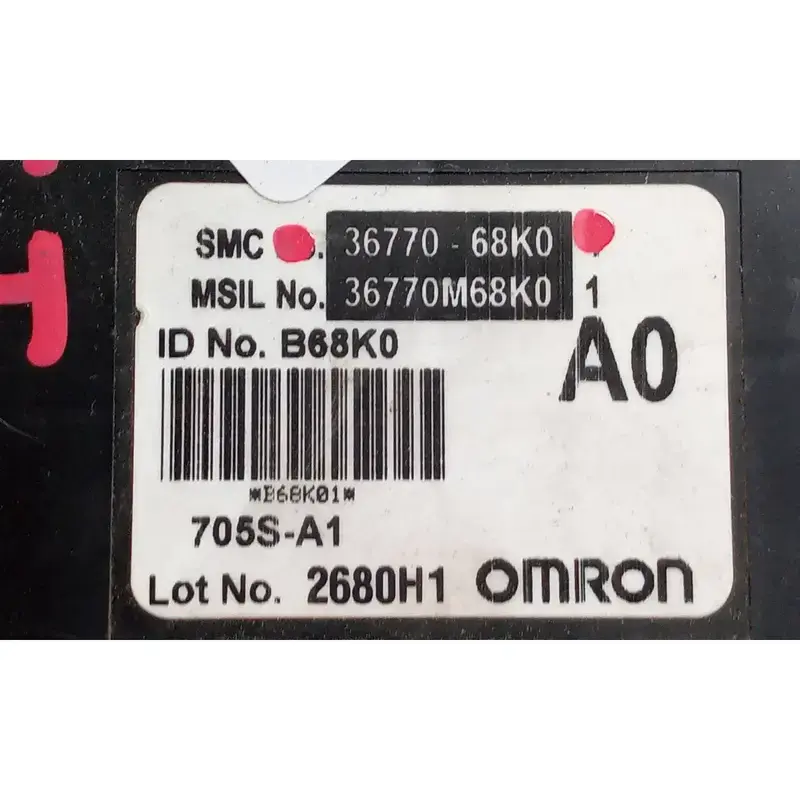 SMC 36770-68K0
MSIL No. 36770M68K0 1
A0
ID No. B68K0
*B68K01*
705S-A1
Lot No. 2680H1 OMRON